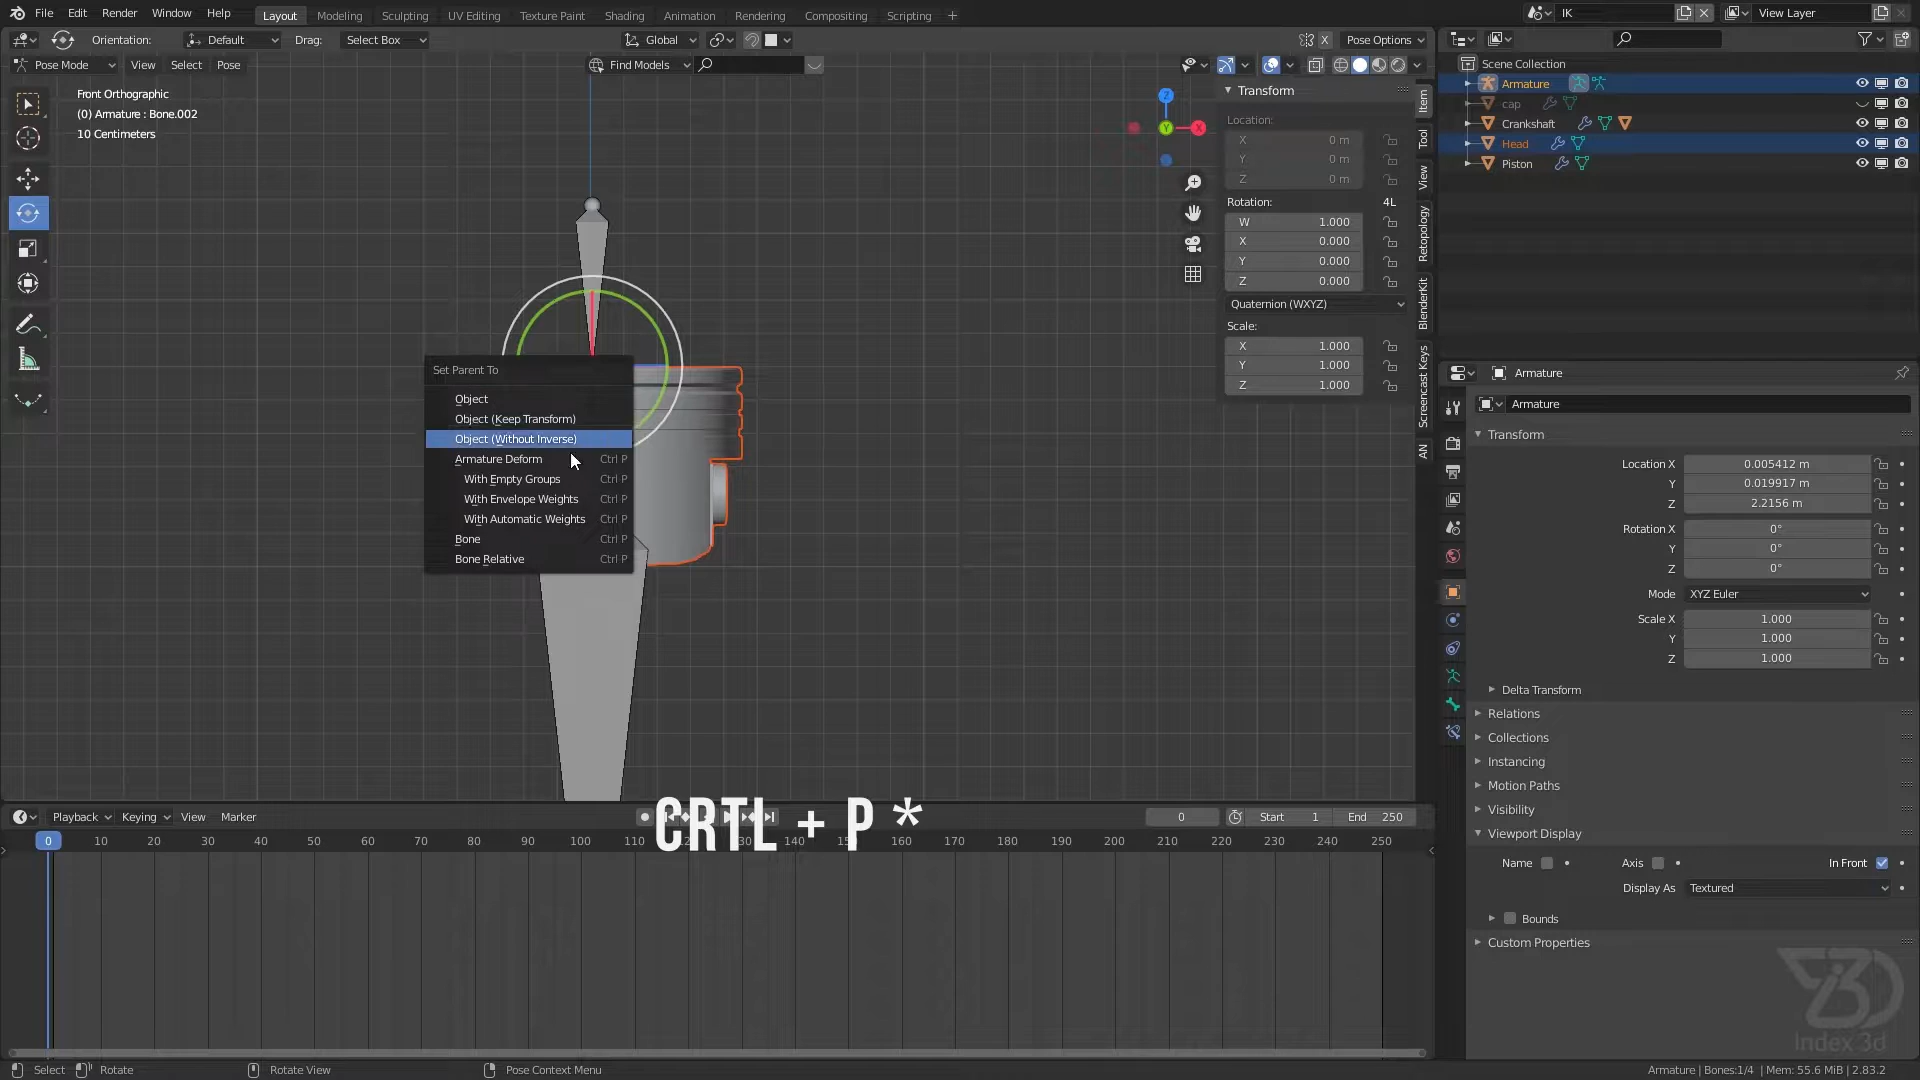 File Edit Render Window Help
Layout Modeling Sculpting UV Editing Texture Paint Shading Animation Rendering Compositing Scripting +
IK View Layer
Orientation: Default Drag: Select Box Global X Pose Options
Pose Mode View Select Pose Find Models
Front Orthographic
(0) Armature : Bone.002
10 Centimeters
Z
Y
X
Transform
Location:
X 0 m
Y 0 m
Z 0 m
Rotation: 4L
W 1.000
X 0.000
Y 0.000
Z 0.000
Quaternion (WXYZ)
Scale:
X 1.000
Y 1.000
Z 1.000
Item
Tool
View
Retopology
BlenderKit
Screencast Keys
AN
Set Parent To
Object
Object (Keep Transform)
Object (Without Inverse)
Armature Deform Ctrl P
With Empty Groups Ctrl P
With Envelope Weights Ctrl P
With Automatic Weights Ctrl P
Bone Ctrl P
Bone Relative Ctrl P
Scene Collection
Armature
cap
Crankshaft
Head
Piston
Armature
Armature
Transform
Location X 0.005412 m
Y 0.019917 m
Z 2.2156 m
Rotation X 0°
Y 0°
Z 0°
Mode XYZ Euler
Scale X 1.000
Y 1.000
Z 1.000
Delta Transform
Relations
Collections
Instancing
Motion Paths
Visibility
Viewport Display
Name Axis In Front
Display As Textured
Bounds
Custom Properties
Playback Keying View Marker 0 Start 1 End 250
CRTL + P *
0 10 20 30 40 50 60 70 80 90 100 110 120 130 140 150 160 170 180 190 200 210 220 230 240 250
Index 3d
Select Rotate Rotate View Pose Context Menu Armature | Bones:1/4 | Mem: 55.6 MiB | 2.83.2